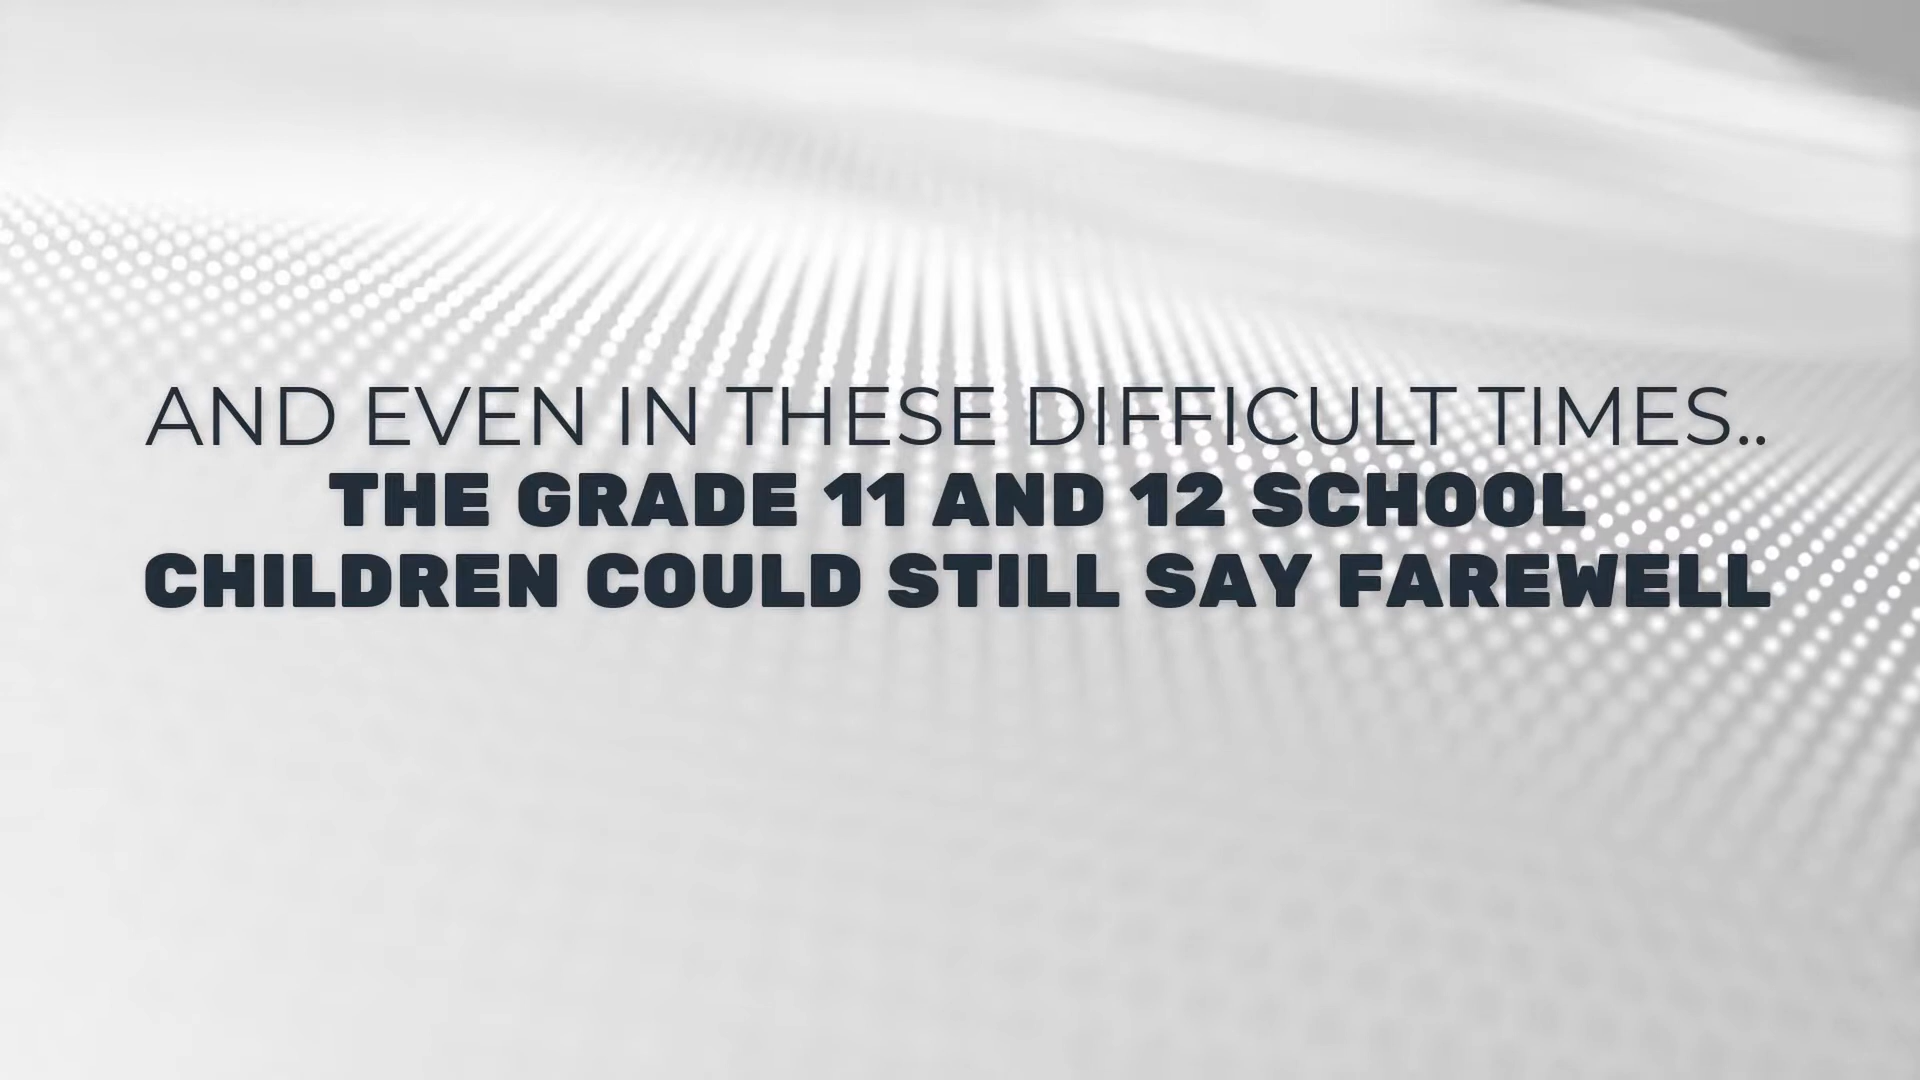 AND EVEN IN THESE DIFFICULT TIMES..
THE GRADE 11 AND 12 SCHOOL
CHILDREN COULD STILL SAY FAREWELL